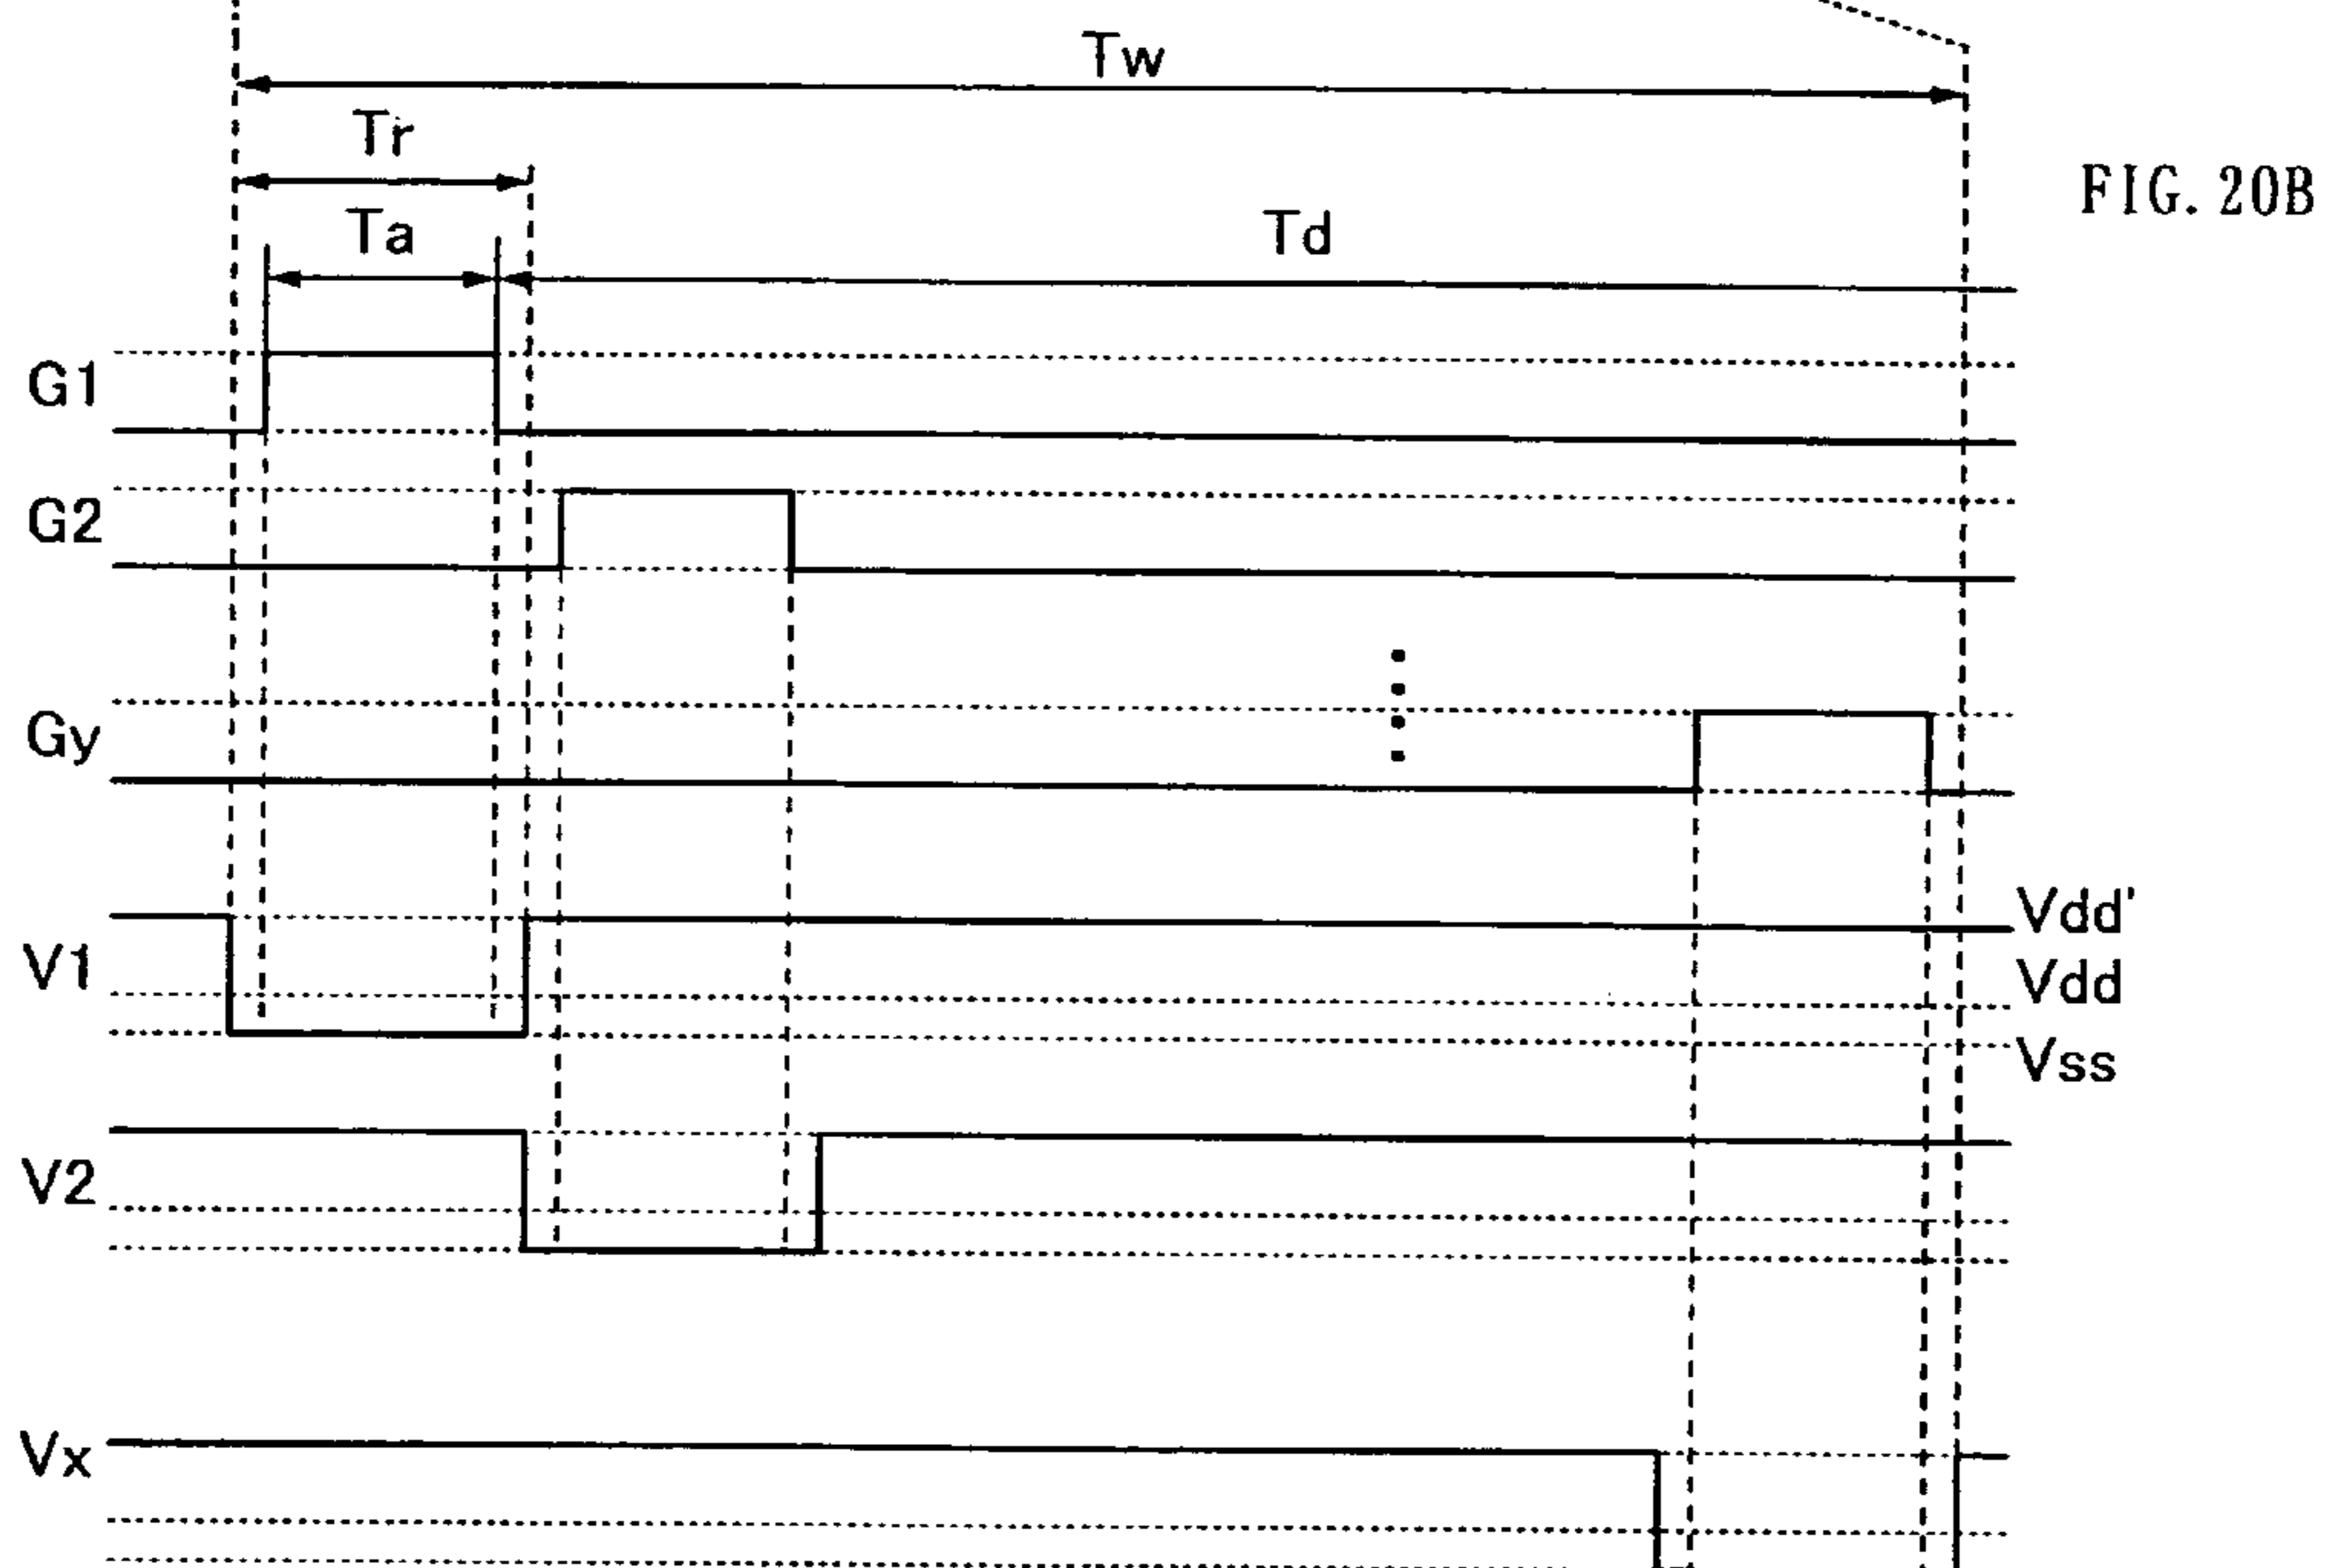 Tw
Tr
FIG. 20B
Ta
Td
G1
G2
Gy
Vdd'
V1
Vdd
Vss
V2
Vx